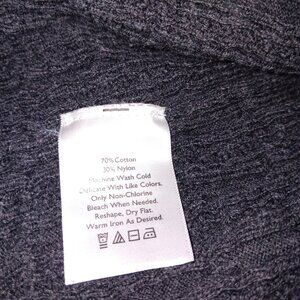 70%Cotton
30% Nylon
Machine Wash Cold
Delicate With Like Colors.
Only Non-Chlorine
Bleach When Needed.
Reshape, Dry Flat.
Warm Iron As Desired.